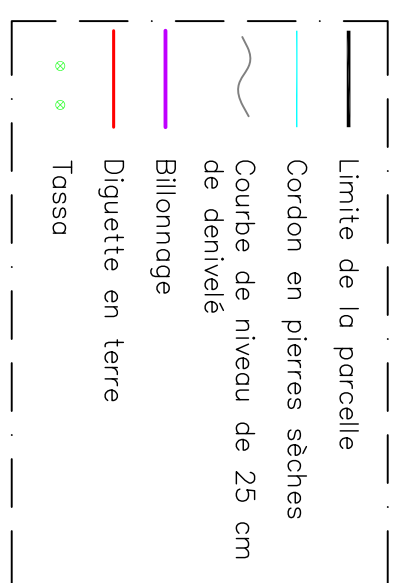 Limite de la parcelle
Cordon en pierres sèches
Courbe de niveau de 25 cm
de denivelé
Billonnage
Diguette en terre
Tassa